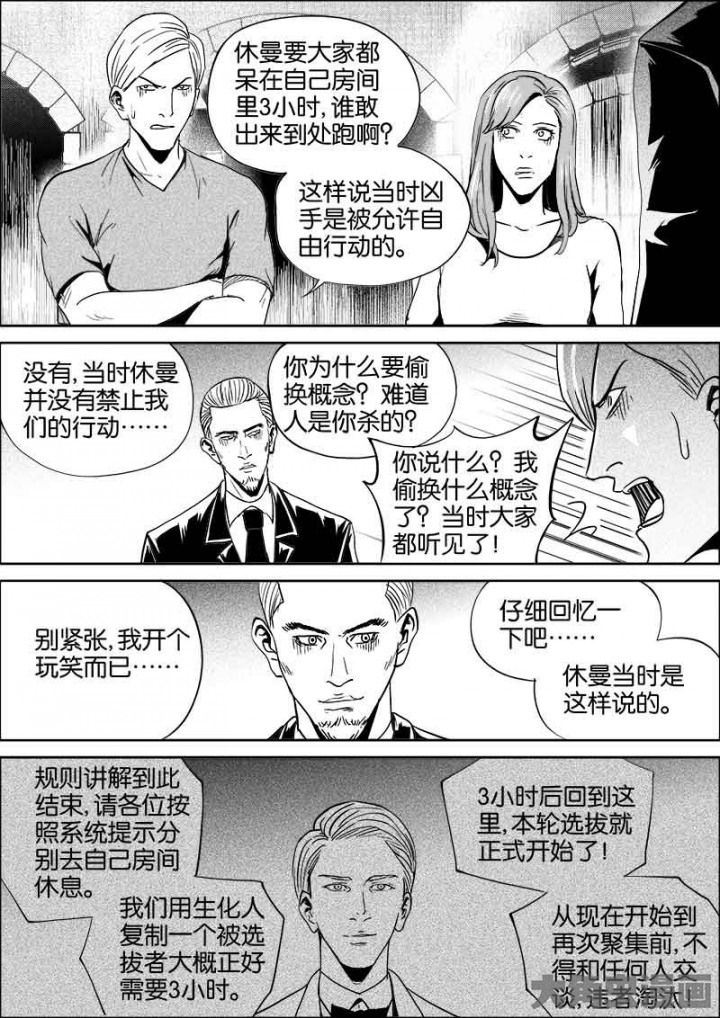 休曼要大家都
呆在自己房间
里3小时,谁敢
出来到处跑啊?
这样说当时凶
手是被允许自
由行动的。
没有,当时休曼
并没有禁止我
们的行动……
你为什么要偷
换概念?难道
人是你杀的?
你说什么?我
偷换什么概念
了?当时大家
都听见了!
别紧张,我开个
玩笑而已……
仔细回忆一
下吧……
休曼当时是
这样说的。
规则讲解到此
结束,请各位按
照系统提示分
别去自己房间
休息。
我们用生化人
复制一个被选
拔者大概正好
需要3小时。
3小时后回到这
里,本轮选拔就
正式开始了!
从现在开始到
再次聚集前,不
得和任何人交
谈,违者淘汰!